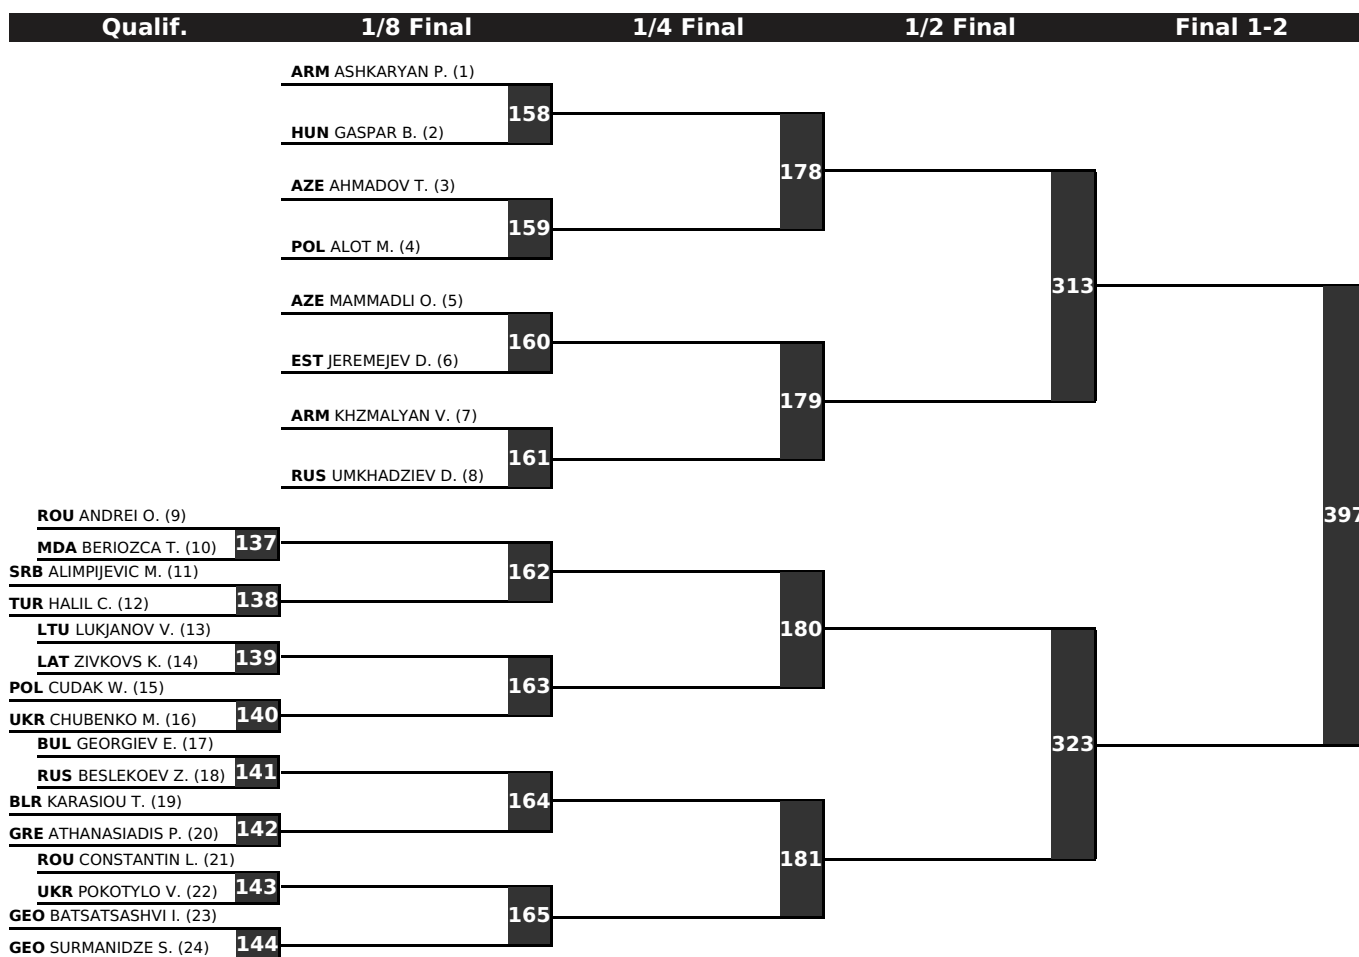 Qualif. 1/8 Final 1/4 Final 1/2 Final Final 1-2
ARM ASHKARYAN P. (1)
158
HUN GASPAR B. (2)
178
AZE AHMADOV T. (3)
159
POL ALOT M. (4)
313
AZE MAMMADLI O. (5)
160
EST JEREMEJEV D. (6)
179
ARM KHZMALYAN V. (7)
161
RUS UMKHADZIEV D. (8)
397
ROU ANDREI O. (9)
137
MDA BERIOZCA T. (10)
162
SRB ALIMPIJEVIC M. (11)
138
TUR HALIL C. (12)
180
LTU LUKJANOV V. (13)
139
LAT ZIVKOVS K. (14)
163
POL CUDAK W. (15)
140
UKR CHUBENKO M. (16)
323
BUL GEORGIEV E. (17)
141
RUS BESLEKOEV Z. (18)
164
BLR KARASIOU T. (19)
142
GRE ATHANASIADIS P. (20)
181
ROU CONSTANTIN L. (21)
143
UKR POKOTYLO V. (22)
165
GEO BATSATSASHVI I. (23)
144
GEO SURMANIDZE S. (24)